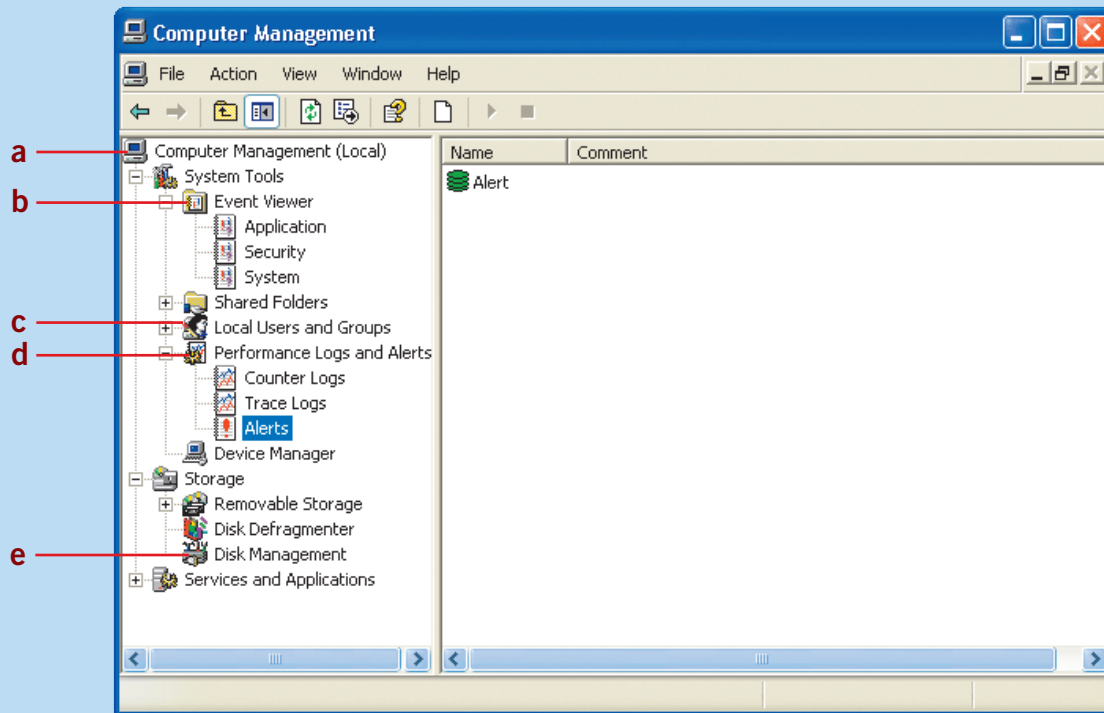 Computer Management
File Action View Window Help
a Computer Management (Local)
System Tools
b Event Viewer
Application
Security
System
Shared Folders
c Local Users and Groups
d Performance Logs and Alerts
Counter Logs
Trace Logs
Alerts
Device Manager
Storage
Removable Storage
Disk Defragmenter
e Disk Management
Services and Applications
Name Comment
Alert